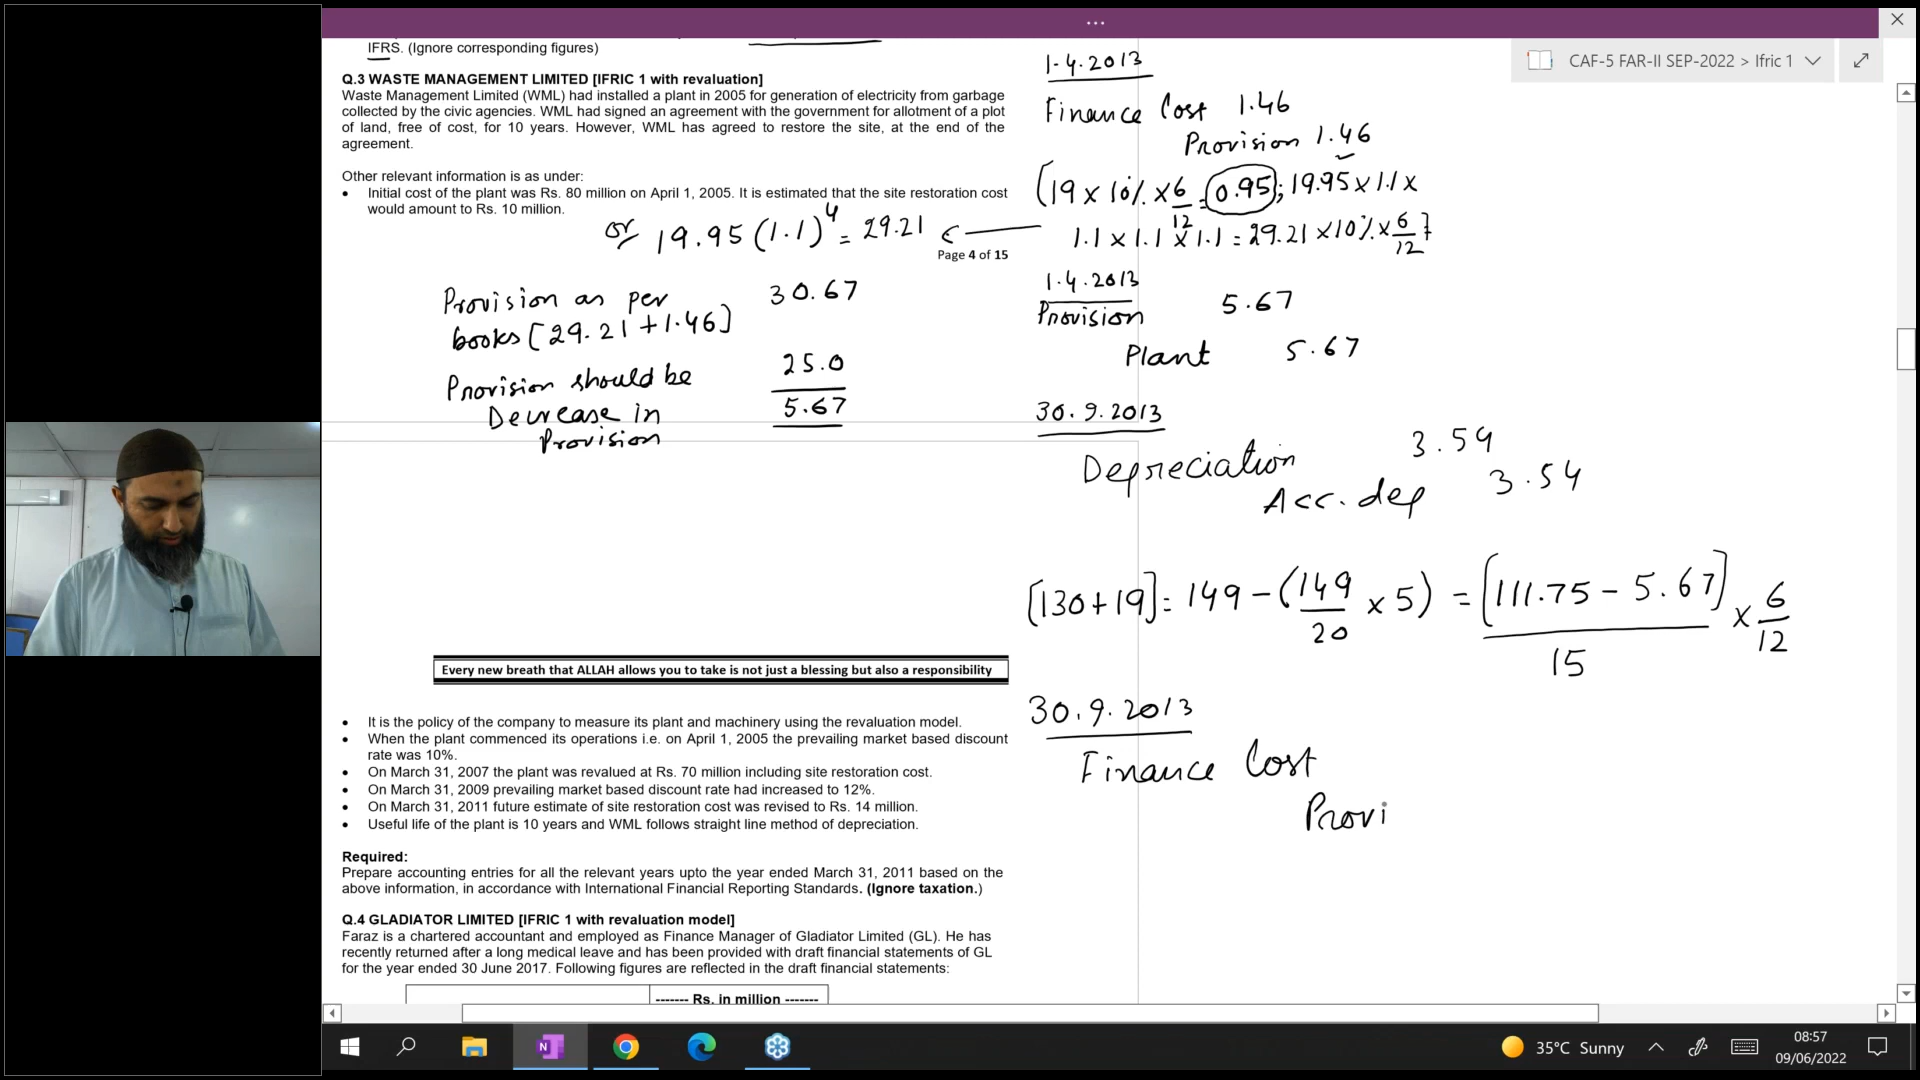 ...
CAF-5 FAR-II SEP-2022 > Ifric 1
IFRS. (Ignore corresponding figures)
Q.3 WASTE MANAGEMENT LIMITED [IFRIC 1 with revaluation]
Waste Management Limited (WML) had installed a plant in 2005 for generation of electricity from garbage
collected by the civic agencies. WML had signed an agreement with the government for allotment of a plot
of land, free of cost, for 10 years. However, WML has agreed to restore the site, at the end of the
agreement.
Other relevant information is as under:
• Initial cost of the plant was Rs. 80 million on April 1, 2005. It is estimated that the site restoration cost
would amount to Rs. 10 million.
or 19.95 (1.1)^4 = 29.21 ←
Page 4 of 15
Provision as per 30.67
books [29.21 + 1.46]
Provision should be 25.0
Decrease in 5.67
Provision
Every new breath that ALLAH allows you to take is not just a blessing but also a responsibility
• It is the policy of the company to measure its plant and machinery using the revaluation model.
• When the plant commenced its operations i.e. on April 1, 2005 the prevailing market based discount
rate was 10%.
• On March 31, 2007 the plant was revalued at Rs. 70 million including site restoration cost.
• On March 31, 2009 prevailing market based discount rate had increased to 12%.
• On March 31, 2011 future estimate of site restoration cost was revised to Rs. 14 million.
• Useful life of the plant is 10 years and WML follows straight line method of depreciation.
Required:
Prepare accounting entries for all the relevant years upto the year ended March 31, 2011 based on the
above information, in accordance with International Financial Reporting Standards. (Ignore taxation.)
Q.4 GLADIATOR LIMITED [IFRIC 1 with revaluation model]
Faraz is a chartered accountant and employed as Finance Manager of Gladiator Limited (GL). He has
recently returned after a long medical leave and has been provided with draft financial statements of GL
for the year ended 30 June 2017. Following figures are reflected in the draft financial statements:
------- Rs. in million -------
1.4.2013
Finance Cost 1.46
Provision 1.46
(19 x 10% x 6/12 = 0.95; 19.95 x 1.1 x
1.1 x 1.1 x 1.1 = 29.21 x 10% x 6/12]
1.4.2013
Provision 5.67
Plant 5.67
30.9.2013
Depreciation 3.54
Acc. dep 3.54
[130+19] = 149 - (149/20 x 5) = [111.75 - 5.67]/15 x 6/12
30.9.2013
Finance Cost
Provi
35°C Sunny
08:57
09/06/2022